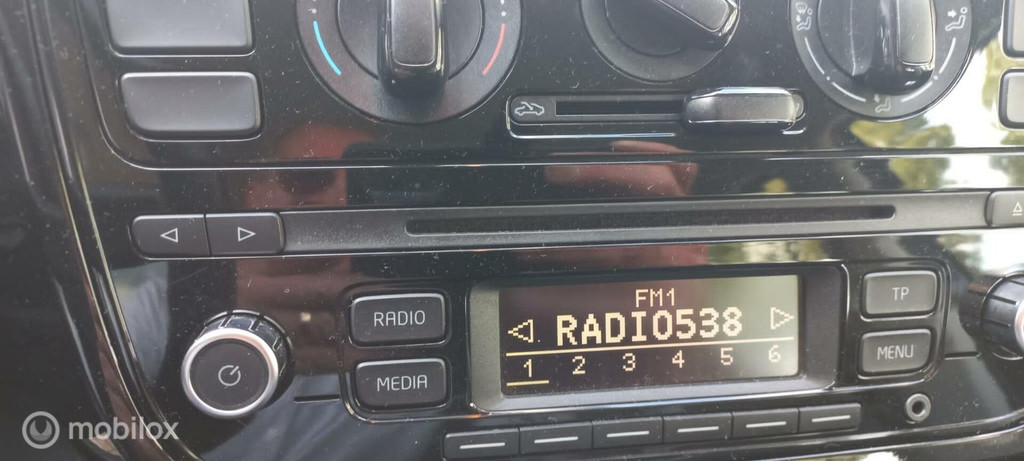 FM1
RADIO TP
RADIO538
1 2 3 4 5 6
MEDIA MENU
mobilox